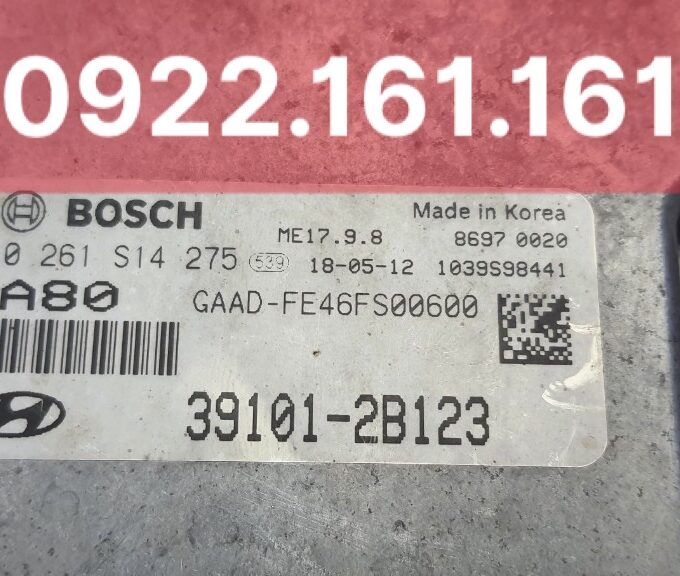 0922.161.161
BOSCH
Made in Korea
ME17.9.8
8697 0020
0 261 S14 275 539 18-05-12 1039S98441
A80
GAAD-FE46FS00600
39101-2B123